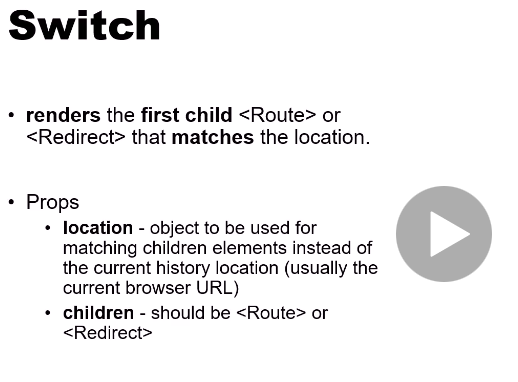 Switch
• renders the first child <Route> or
<Redirect> that matches the location.
• Props
• location - object to be used for
matching children elements instead of
the current history location (usually the
current browser URL)
• children - should be <Route> or
<Redirect>